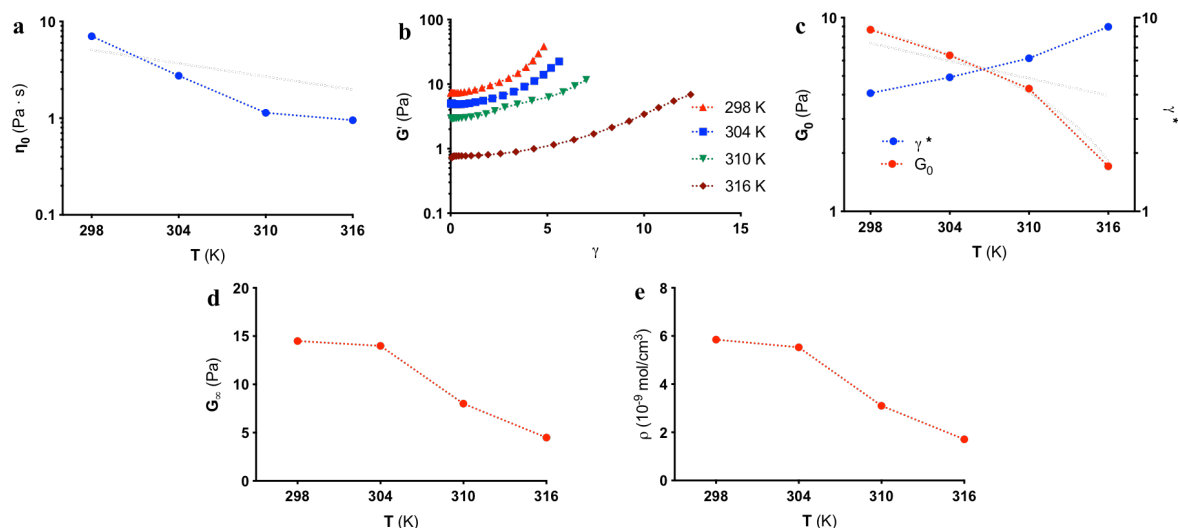 a
10
1
0.1
η0 (Pa · s)
298
304
310
316
T (K)
b
100
10
1
0.1
G' (Pa)
0
5
10
15
γ
298 K
304 K
310 K
316 K
c
10
1
G0 (Pa)
10
1
γ*
γ*
G0
298
304
310
316
T (K)
d
20
15
10
5
0
G∞ (Pa)
298
304
310
316
T (K)
e
8
6
4
2
0
ρ (10-9 mol/cm3)
298
304
310
316
T (K)